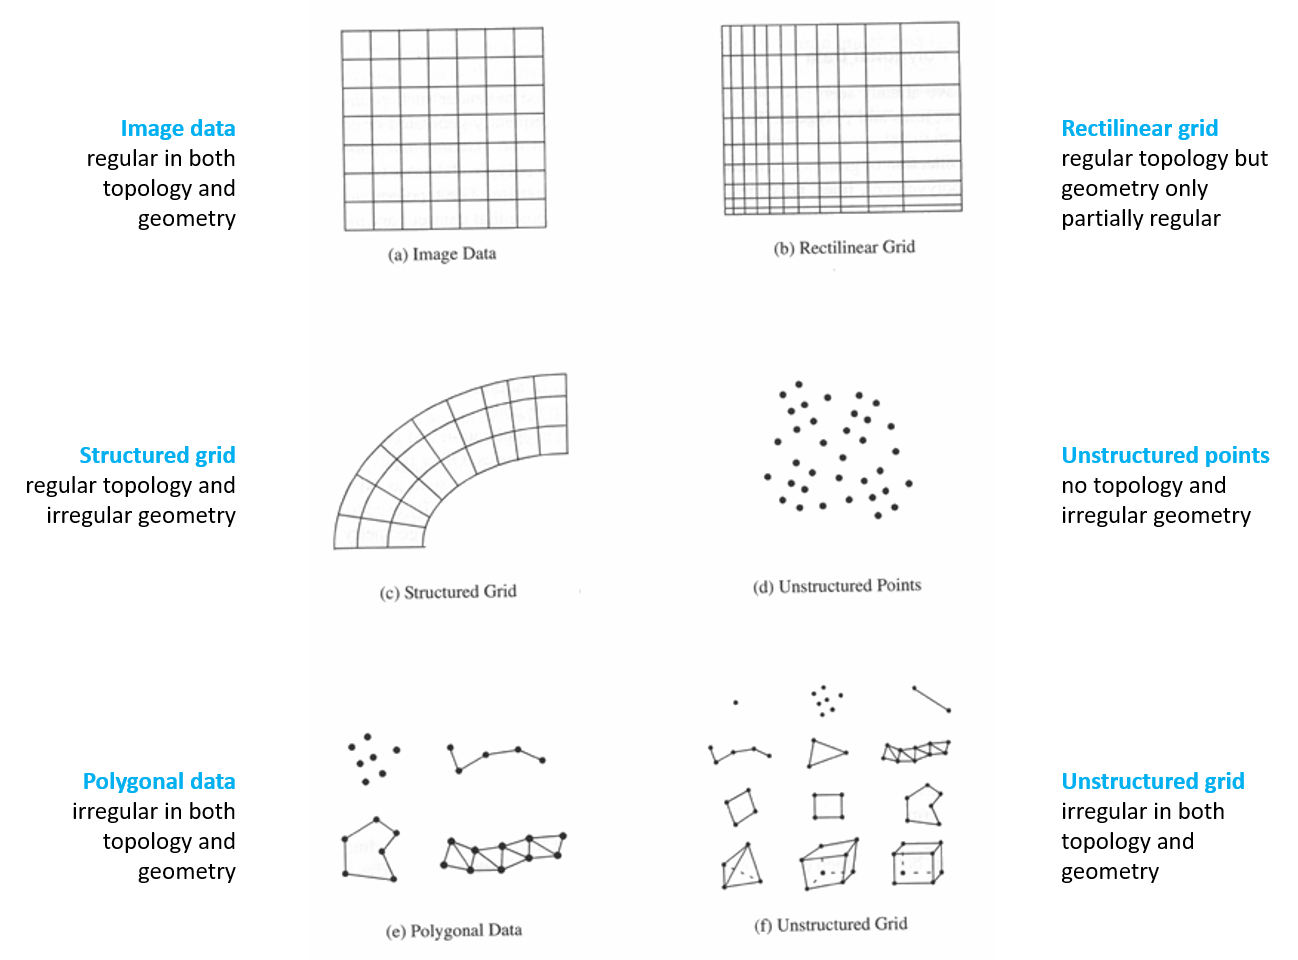 Image data
regular in both
topology and
geometry
(a) Image Data
Rectilinear grid
regular topology but
geometry only
partially regular
(b) Rectilinear Grid
Structured grid
regular topology and
irregular geometry
(c) Structured Grid
Unstructured points
no topology and
irregular geometry
(d) Unstructured Points
Polygonal data
irregular in both
topology and
geometry
(e) Polygonal Data
Unstructured grid
irregular in both
topology and
geometry
(f) Unstructured Grid